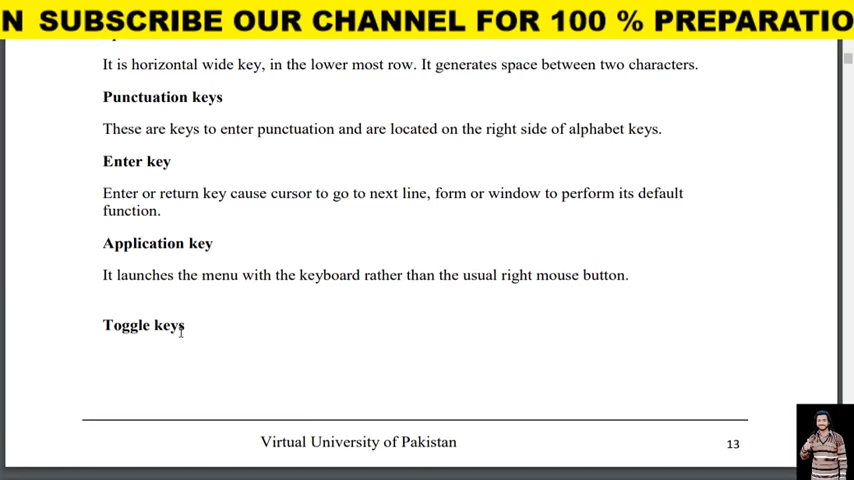 N SUBSCRIBE OUR CHANNEL FOR 100 % PREPARATIO
It is horizontal wide key, in the lower most row. It generates space between two characters.
Punctuation keys
These are keys to enter punctuation and are located on the right side of alphabet keys.
Enter key
Enter or return key cause cursor to go to next line, form or window to perform its default
function.
Application key
It launches the menu with the keyboard rather than the usual right mouse button.
Toggle keys
Virtual University of Pakistan 13